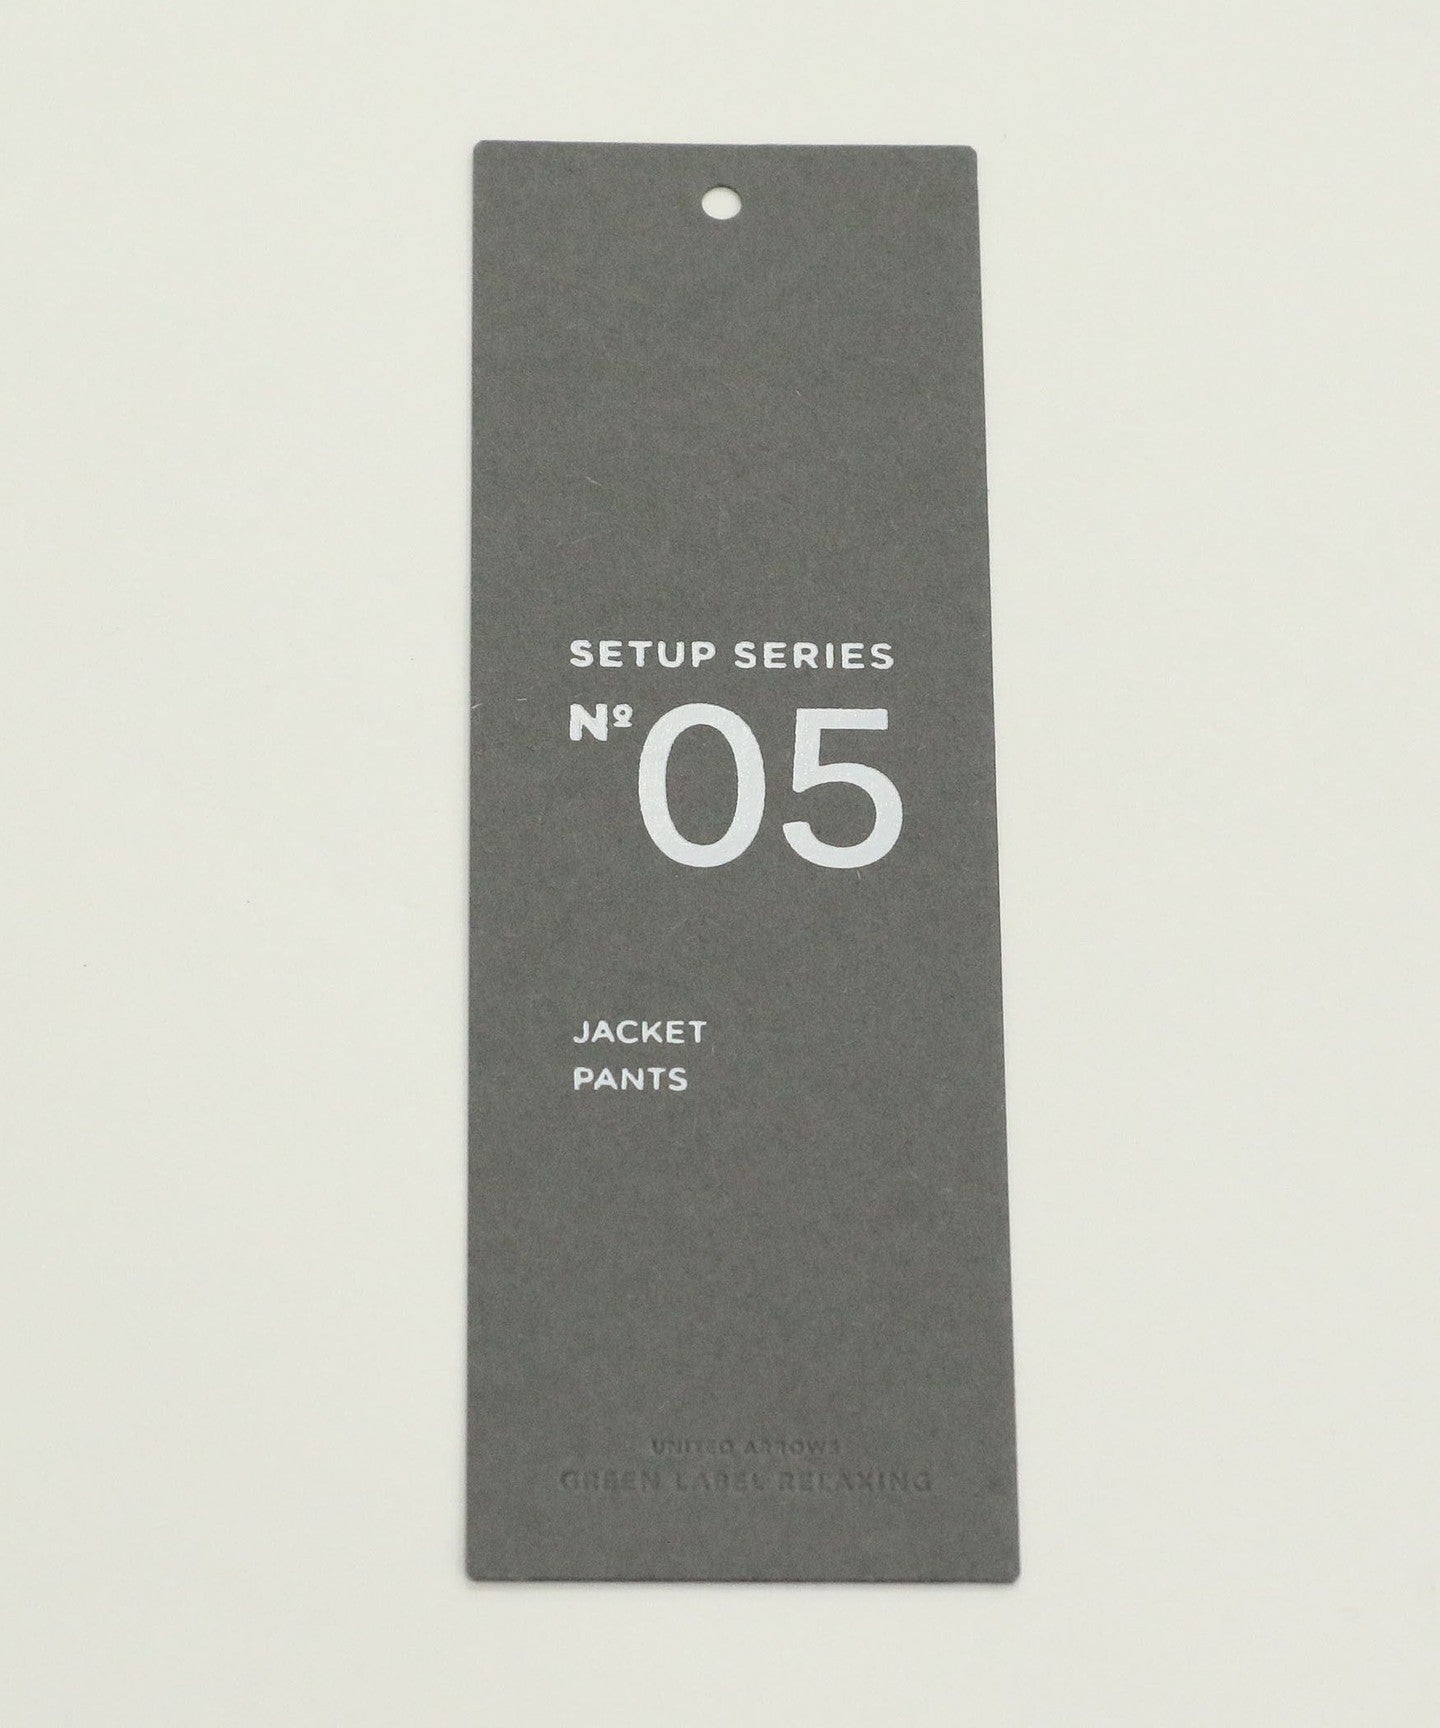 SETUP SERIES
Nº05
JACKET
PANTS
UNITED ARROWS
GREEN LABEL RELAXING